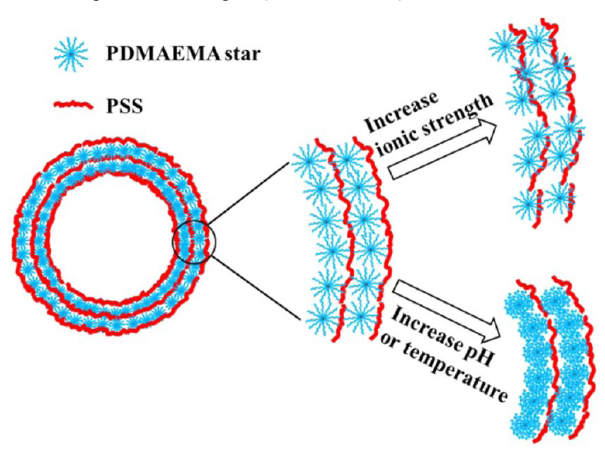 PDMAEMA star
PSS
Increase
ionic strength
Increase pH
or temperature